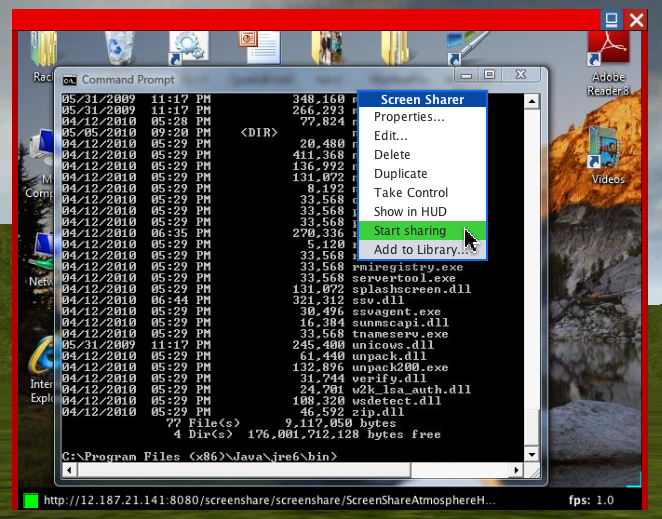 Command Prompt
Screen Sharer
Properties...
Edit...
Delete
Duplicate
Take Control
Show in HUD
Start sharing
Add to Library...
Adobe
Reader 8
Videos
05/31/2009 11:17 PM 348,160
05/31/2009 11:17 PM 266,293
04/12/2010 05:28 PM 77,824
05/05/2010 09:20 PM <DIR>
04/12/2010 05:29 PM 20,480
04/12/2010 05:29 PM 411,368
04/12/2010 05:29 PM 136,992
04/12/2010 05:29 PM 131,072
04/12/2010 05:29 PM 8,192
04/12/2010 05:29 PM 33,568
04/12/2010 05:29 PM 33,568
04/12/2010 06:35 PM 270,336
04/12/2010 05:29 PM 5,120
04/12/2010 05:29 PM 33,568
04/12/2010 05:29 PM 33,568 rmiregistry.exe
04/12/2010 05:29 PM 33,568 servertool.exe
04/12/2010 05:29 PM 131,072 splashscreen.dll
04/12/2010 06:44 PM 321,312 ssv.dll
04/12/2010 05:29 PM 30,496 ssvagent.exe
04/12/2010 05:29 PM 16,384 sunmscapi.dll
04/12/2010 05:29 PM 33,568 tnameserv.exe
05/31/2009 11:17 PM 245,400 unicows.dll
04/12/2010 05:29 PM 61,440 unpack.dll
04/12/2010 05:29 PM 132,896 unpack200.exe
04/12/2010 05:29 PM 31,744 verify.dll
04/12/2010 05:29 PM 24,701 w2k_lsa_auth.dll
04/12/2010 05:29 PM 108,320 wsdetect.dll
04/12/2010 05:29 PM 46,592 zip.dll
77 File(s) 9,117,050 bytes
4 Dir(s) 176,001,712,128 bytes free
C:\Program Files (x86)\Java\jre6\bin>
http://12.187.21.141:8080/screenshare/screenshare/ScreenShareAtmosphereH...
fps: 1.0